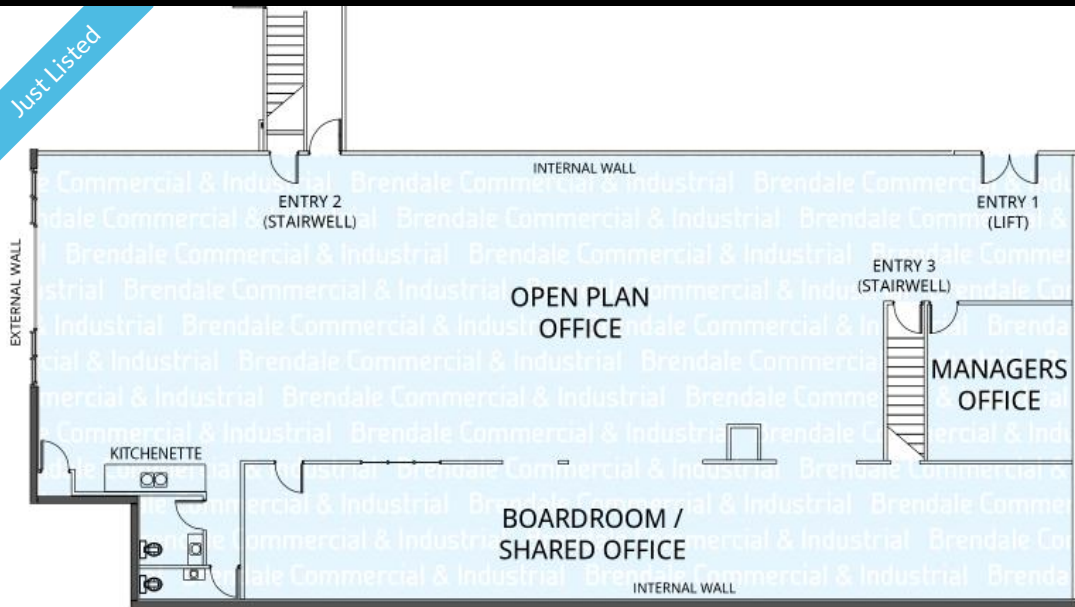 Just Listed
INTERNAL WALL
ENTRY 2
(STAIRWELL)
ENTRY 1
(LIFT)
EXTERNAL WALL
ENTRY 3
(STAIRWELL)
OPEN PLAN
OFFICE
MANAGERS
OFFICE
KITCHENETTE
BOARDROOM /
SHARED OFFICE
INTERNAL WALL
Brendale Commercial & Industrial